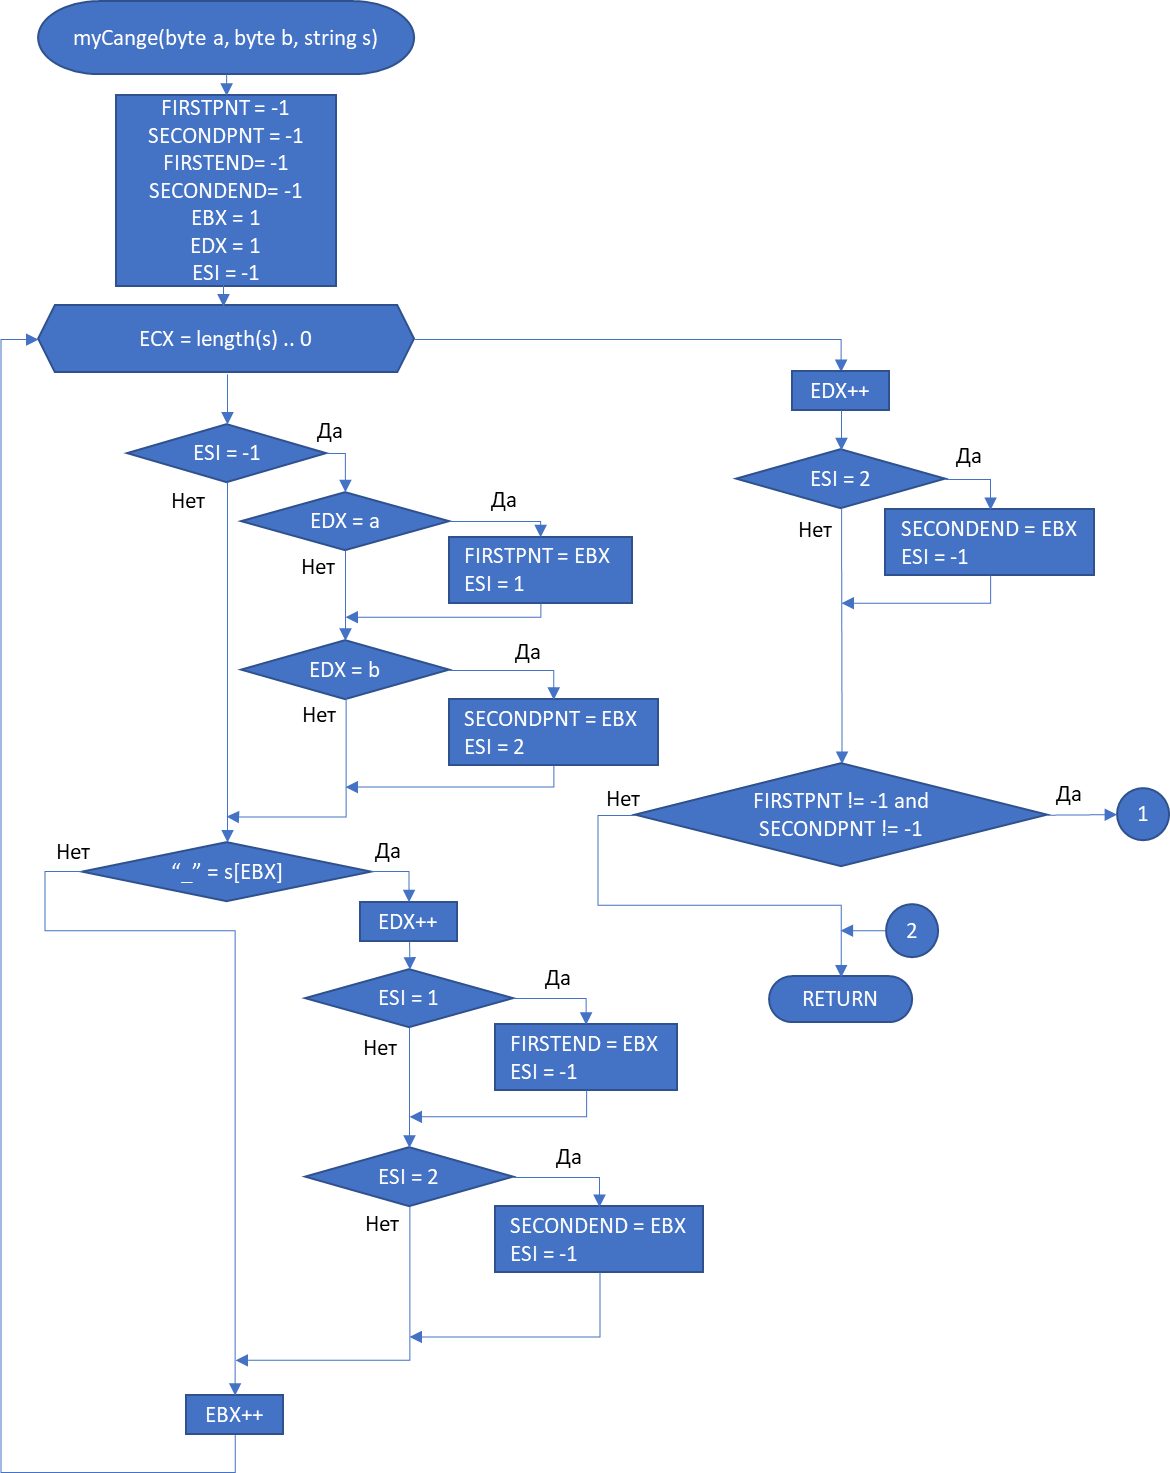 myCange(byte a, byte b, string s)
FIRSTPNT = -1
SECONDPNT = -1
FIRSTEND= -1
SECONDEND= -1
EBX = 1
EDX = 1
ESI = -1
ECX = length(s) .. 0
ESI = -1
Да
Нет
EDX = a
Да
Нет
FIRSTPNT = EBX
ESI = 1
EDX = b
Да
Нет
SECONDPNT = EBX
ESI = 2
“_” = s[EBX]
Нет
Да
EDX++
ESI = 1
Да
Нет
FIRSTEND = EBX
ESI = -1
ESI = 2
Да
Нет
SECONDEND = EBX
ESI = -1
EBX++
EDX++
ESI = 2
Да
Нет
SECONDEND = EBX
ESI = -1
FIRSTPNT != -1 and
SECONDPNT != -1
Нет
Да
1
2
RETURN